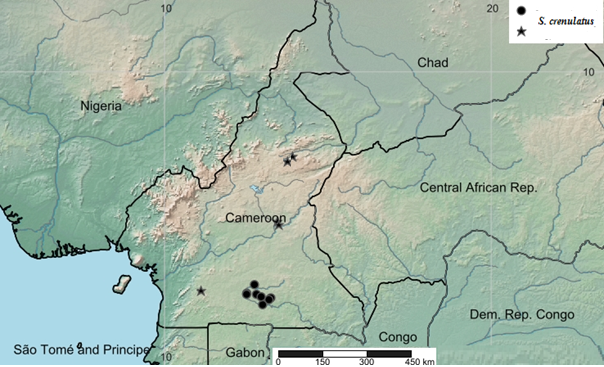 10
20
S. crenulatus
Chad
10
Nigeria
Central African Rep.
Cameroon
Dem. Rep. Congo
Congo
São Tomé and Principe
10
Gabon
0 150 300 450 km